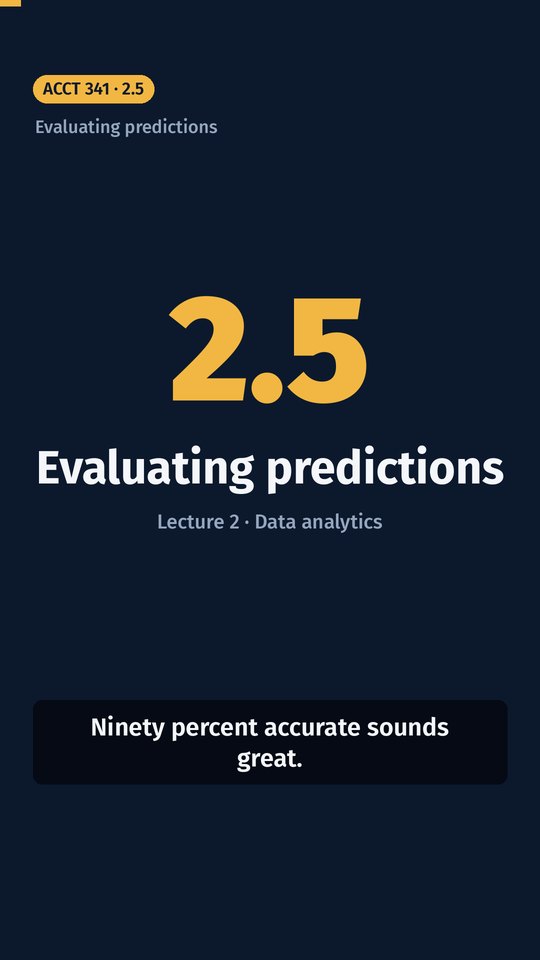 ACCT 341 · 2.5
Evaluating predictions
2.5
Evaluating predictions
Lecture 2 · Data analytics
Ninety percent accurate sounds
great.